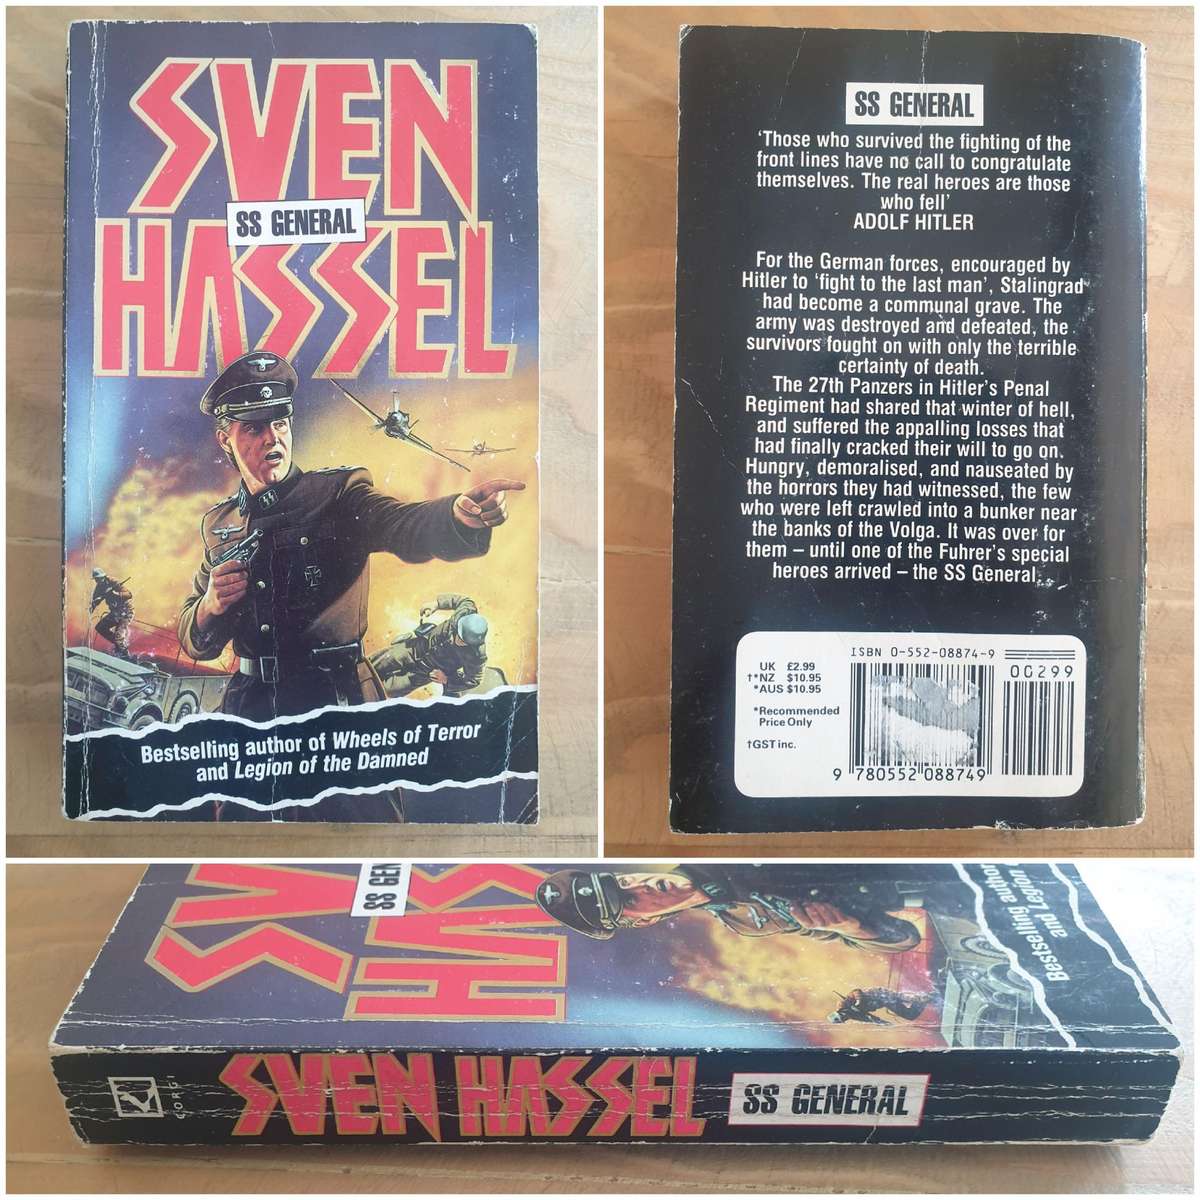 SVEN
SS GENERAL
HASSEL
Bestselling author of Wheels of Terror
and Legion of the Damned
SS GENERAL
‘Those who survived the fighting of the
front lines have no call to congratulate
themselves. The real heroes are those
who fell’
ADOLF HITLER
For the German forces, encouraged by
Hitler to ‘fight to the last man’, Stalingrad
had become a communal grave. The
army was destroyed and defeated, the
survivors fought on with only the terrible
certainty of death.
The 27th Panzers in Hitler's Penal
Regiment had shared that winter of hell,
and suffered the appalling losses that
had finally cracked their will to go on.
Hungry, demoralised, and nauseated by
the horrors they had witnessed, the few
who were left crawled into a bunker near
the banks of the Volga. It was over for
them – until one of the Fuhrer's special
heroes arrived – the SS General.
ISBN 0-552-08874-9
UK £2.99
†*NZ $10.95
*AUS $10.95
*Recommended
Price Only
†GST inc.
00299
9 780552 088749
SV
SS GEN
HA
Bestselling author
and Legion
CORGI
SVEN HASSEL
SS GENERAL